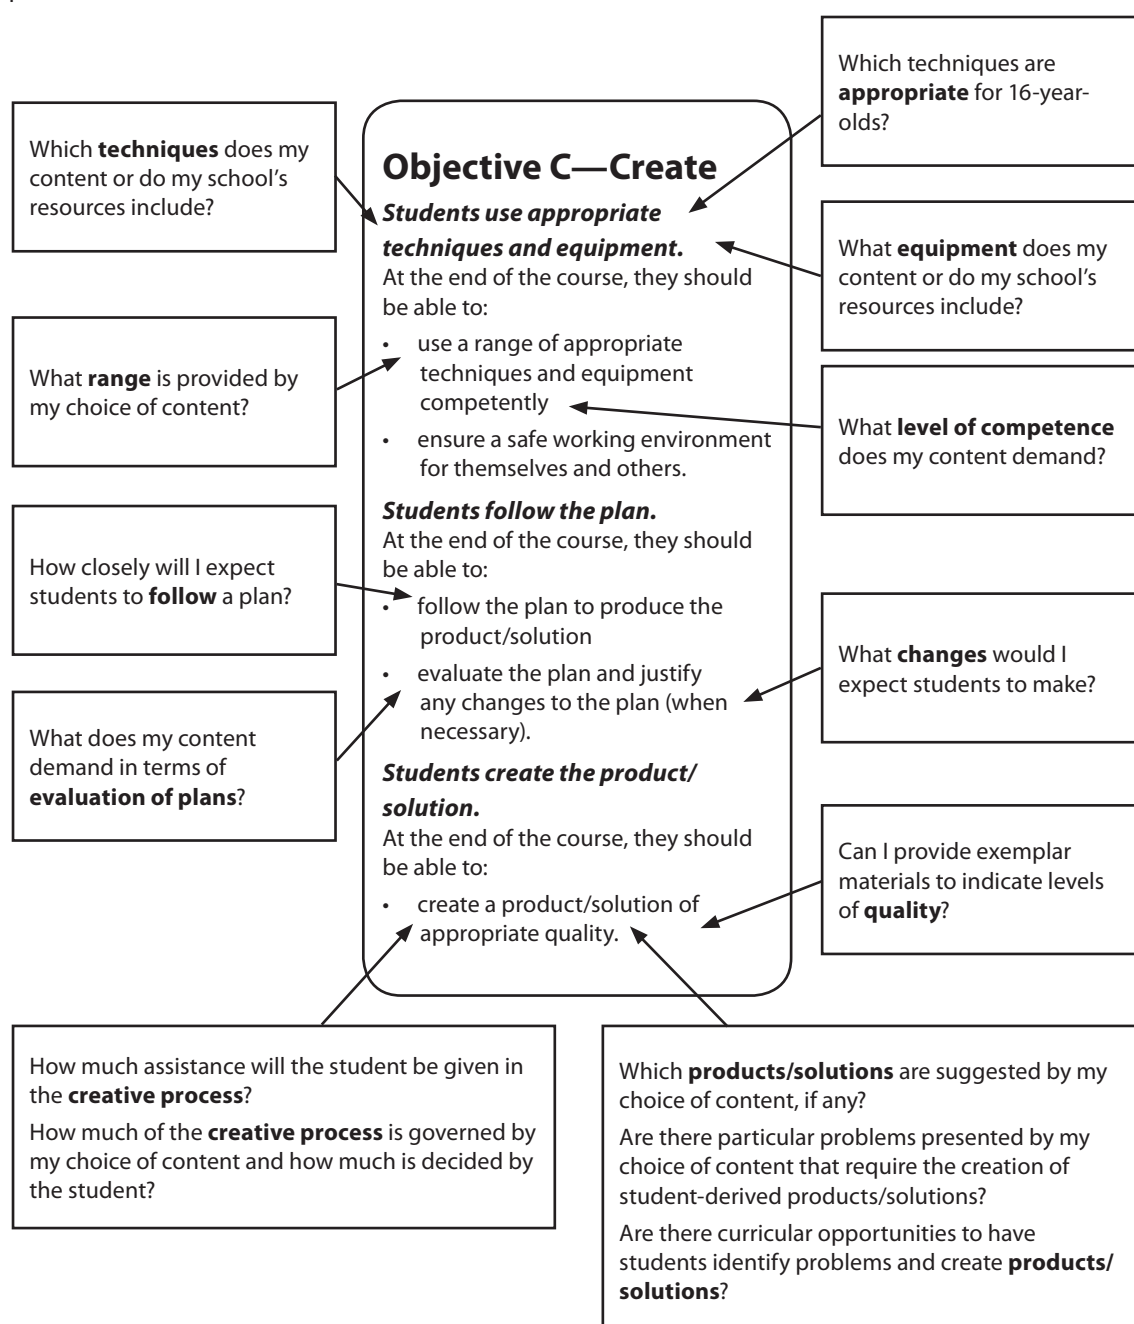 Which techniques are
appropriate for 16-year-
olds?
Which techniques does my
content or do my school's
resources include?
Objective C—Create
Students use appropriate
techniques and equipment.
At the end of the course, they should
be able to:
• use a range of appropriate
techniques and equipment
competently
• ensure a safe working environment
for themselves and others.
Students follow the plan.
At the end of the course, they should
be able to:
• follow the plan to produce the
product/solution
• evaluate the plan and justify
any changes to the plan (when
necessary).
Students create the product/
solution.
At the end of the course, they should
be able to:
• create a product/solution of
appropriate quality.
What equipment does my
content or do my school's
resources include?
What range is provided by
my choice of content?
What level of competence
does my content demand?
How closely will I expect
students to follow a plan?
What changes would I
expect students to make?
What does my content
demand in terms of
evaluation of plans?
Can I provide exemplar
materials to indicate levels
of quality?
How much assistance will the student be given in
the creative process?
How much of the creative process is governed by
my choice of content and how much is decided by
the student?
Which products/solutions are suggested by my
choice of content, if any?
Are there particular problems presented by my
choice of content that require the creation of
student-derived products/solutions?
Are there curricular opportunities to have
students identify problems and create products/
solutions?